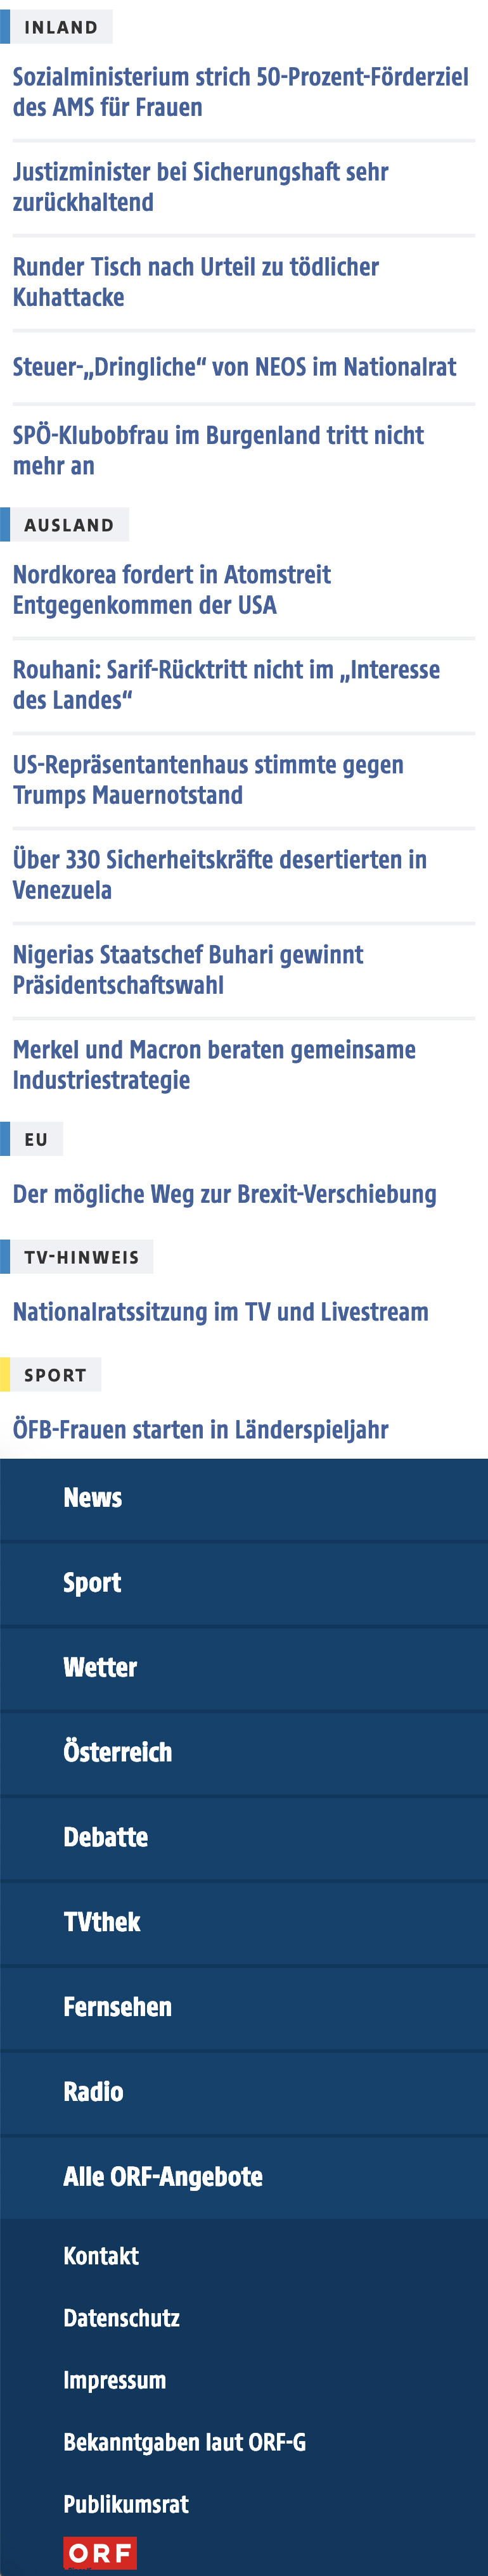 INLAND
Sozialministerium strich 50-Prozent-Förderziel
des AMS für Frauen
Justizminister bei Sicherungshaft sehr
zurückhaltend
Runder Tisch nach Urteil zu tödlicher
Kuhattacke
Steuer-„Dringliche“ von NEOS im Nationalrat
SPÖ-Klubobfrau im Burgenland tritt nicht
mehr an
AUSLAND
Nordkorea fordert in Atomstreit
Entgegenkommen der USA
Rouhani: Sarif-Rücktritt nicht im „Interesse
des Landes“
US-Repräsentantenhaus stimmte gegen
Trumps Mauernotstand
Über 330 Sicherheitskräfte desertierten in
Venezuela
Nigerias Staatschef Buhari gewinnt
Präsidentschaftswahl
Merkel und Macron beraten gemeinsame
Industriestrategie
EU
Der mögliche Weg zur Brexit-Verschiebung
TV-HINWEIS
Nationalratssitzung im TV und Livestream
SPORT
ÖFB-Frauen starten in Länderspieljahr
News
Sport
Wetter
Österreich
Debatte
TVthek
Fernsehen
Radio
Alle ORF-Angebote
Kontakt
Datenschutz
Impressum
Bekanntgaben laut ORF-G
Publikumsrat
ORF